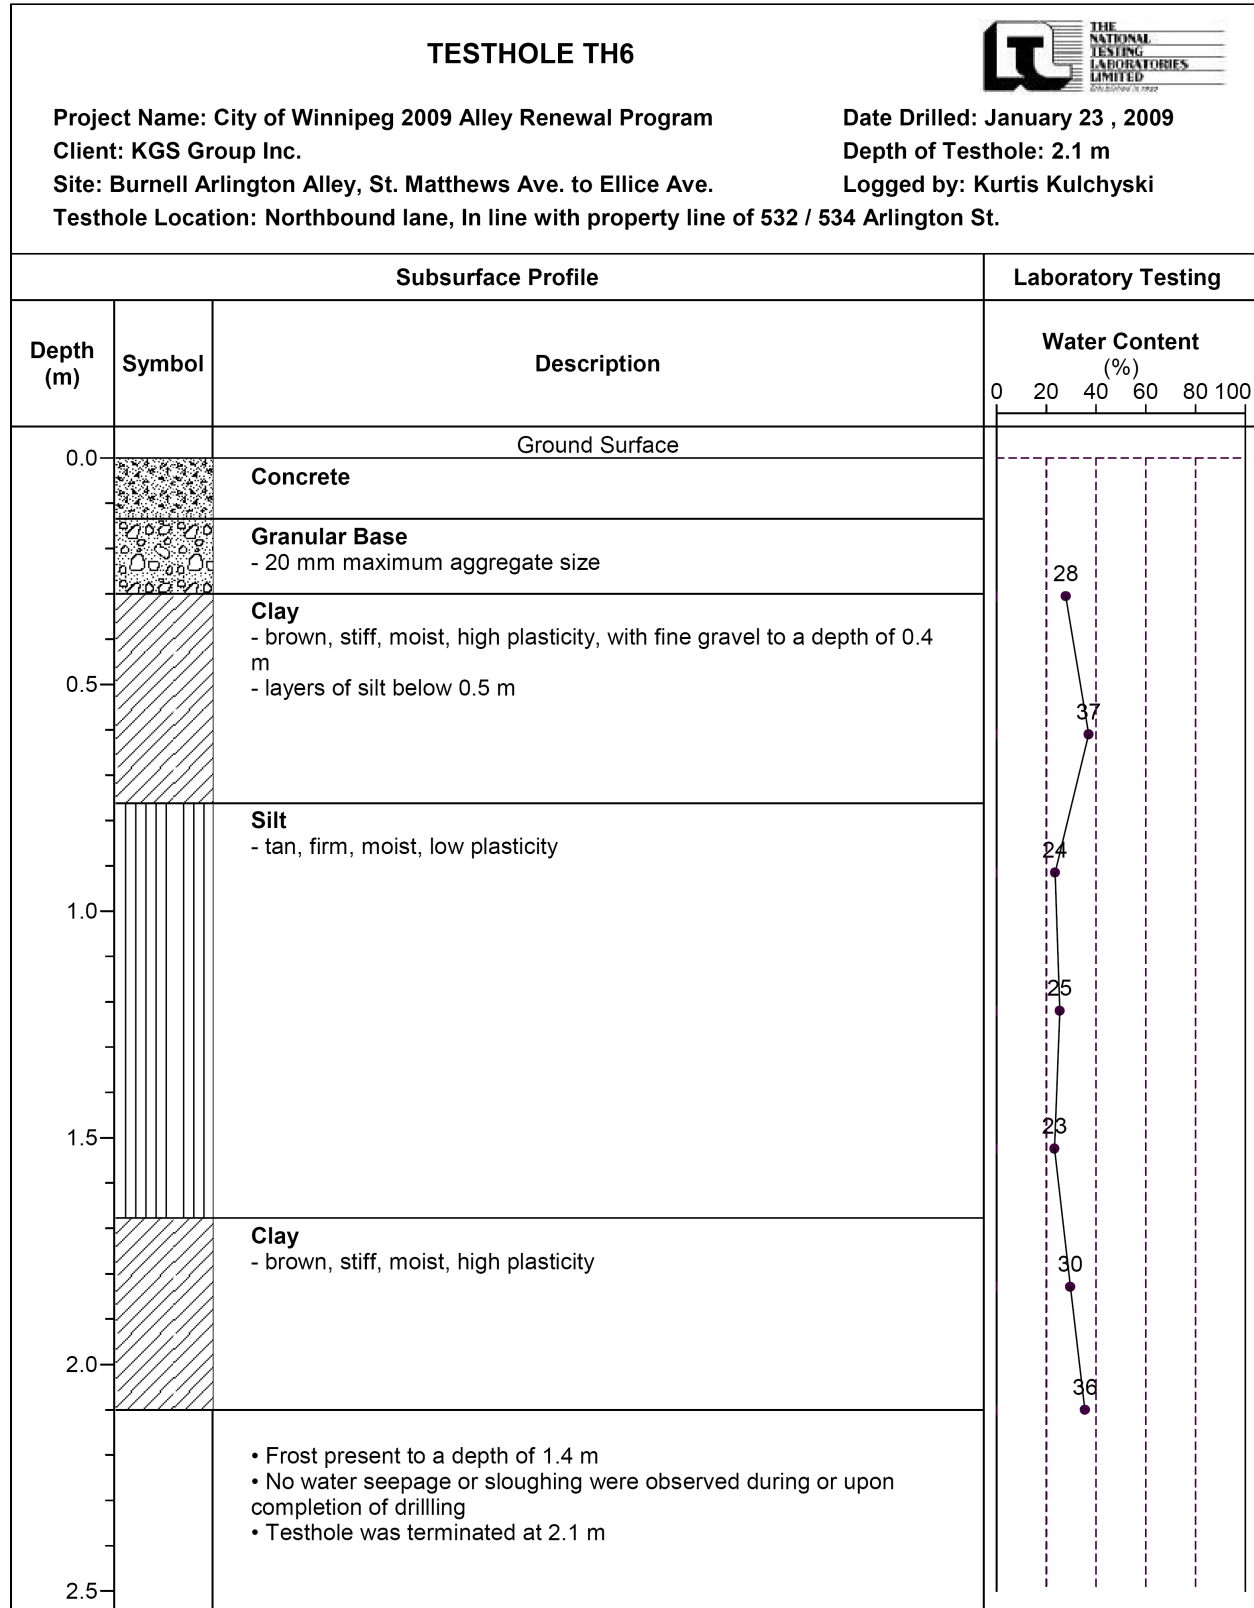 TESTHOLE TH6
THE
NATIONAL
TESTING
LABORATORIES
LIMITED
Established in 1923
Project Name: City of Winnipeg 2009 Alley Renewal Program
Date Drilled: January 23 , 2009
Client: KGS Group Inc.
Depth of Testhole: 2.1 m
Site: Burnell Arlington Alley, St. Matthews Ave. to Ellice Ave.
Logged by: Kurtis Kulchyski
Testhole Location: Northbound lane, In line with property line of 532 / 534 Arlington St.
Subsurface Profile
Laboratory Testing
Depth
(m)
Symbol
Description
Water Content
(%)
0 20 40 60 80 100
Ground Surface
0.0
Concrete
Granular Base
- 20 mm maximum aggregate size
28
Clay
- brown, stiff, moist, high plasticity, with fine gravel to a depth of 0.4
m
0.5
- layers of silt below 0.5 m
37
Silt
- tan, firm, moist, low plasticity
24
1.0
25
23
1.5
Clay
- brown, stiff, moist, high plasticity
30
2.0
36
• Frost present to a depth of 1.4 m
• No water seepage or sloughing were observed during or upon
completion of drillling
• Testhole was terminated at 2.1 m
2.5